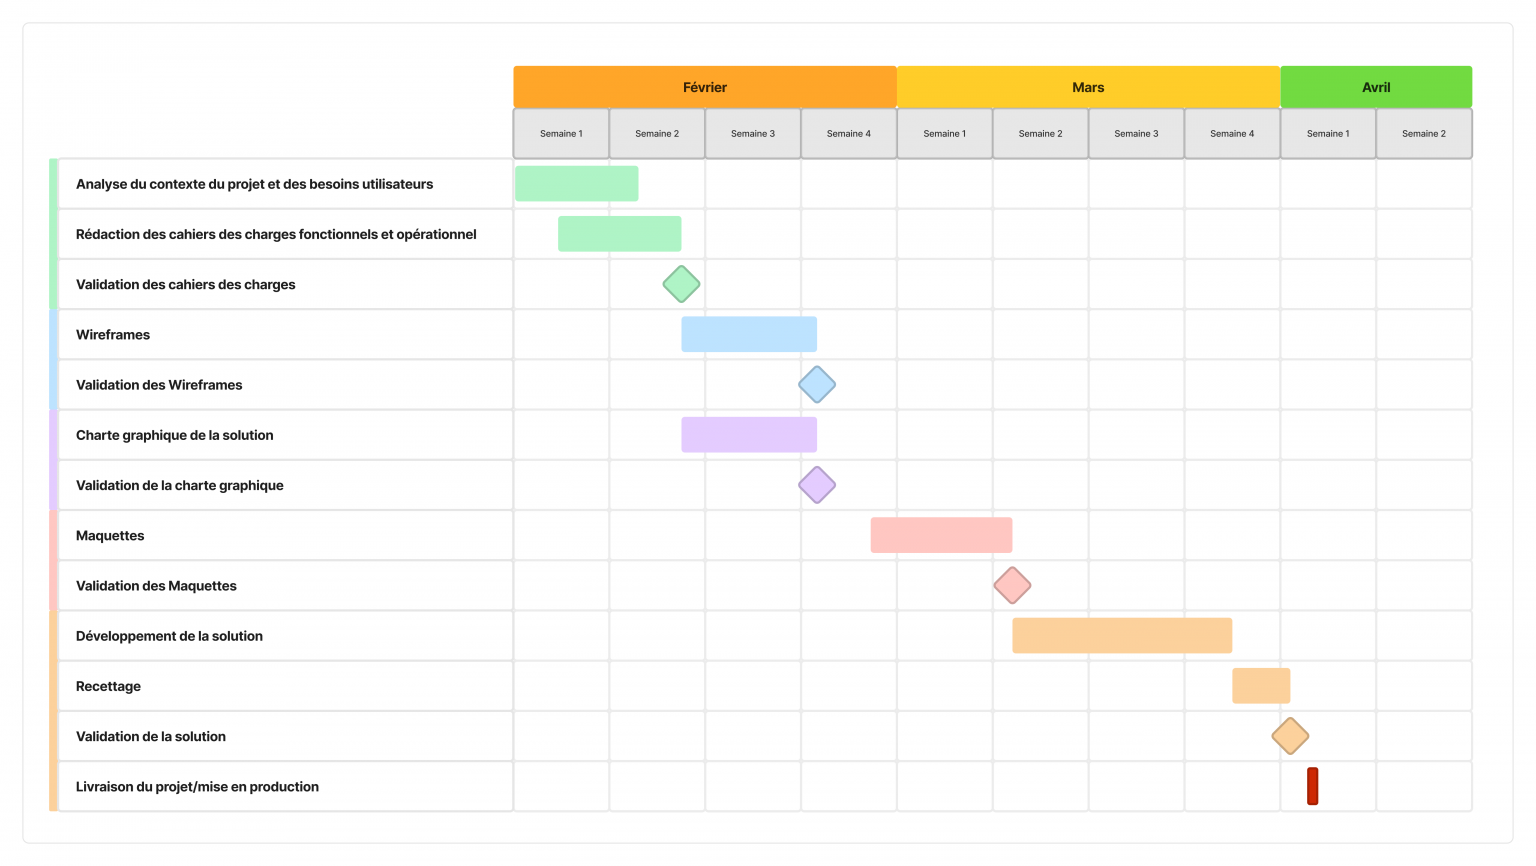 Février Mars Avril
Semaine 1 Semaine 2 Semaine 3 Semaine 4 Semaine 1 Semaine 2 Semaine 3 Semaine 4 Semaine 1 Semaine 2
Analyse du contexte du projet et des besoins utilisateurs
Rédaction des cahiers des charges fonctionnels et opérationnel
Validation des cahiers des charges
Wireframes
Validation des Wireframes
Charte graphique de la solution
Validation de la charte graphique
Maquettes
Validation des Maquettes
Développement de la solution
Recettage
Validation de la solution
Livraison du projet/mise en production